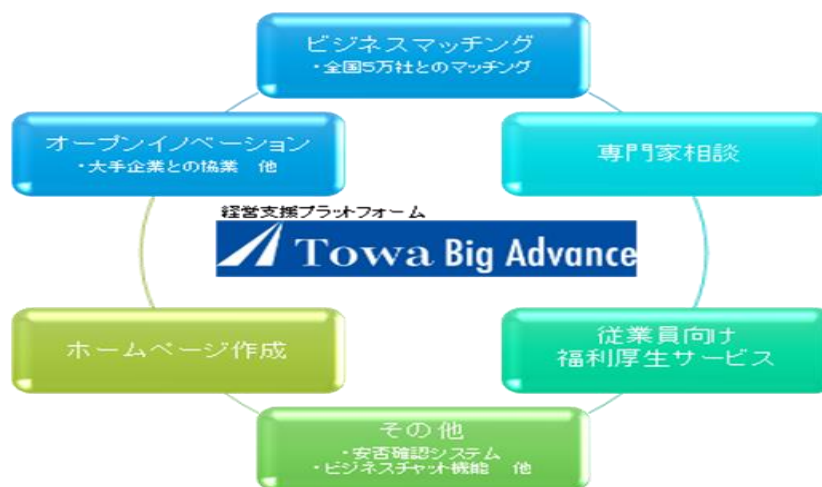 ビジネスマッチング
・全国5万社とのマッチング
オープンイノベーション
・大手企業との協業　他
専門家相談
経営支援プラットフォーム
Towa Big Advance
ホームページ作成
従業員向け
福利厚生サービス
その他
・安否確認システム
・ビジネスチャット機能　他